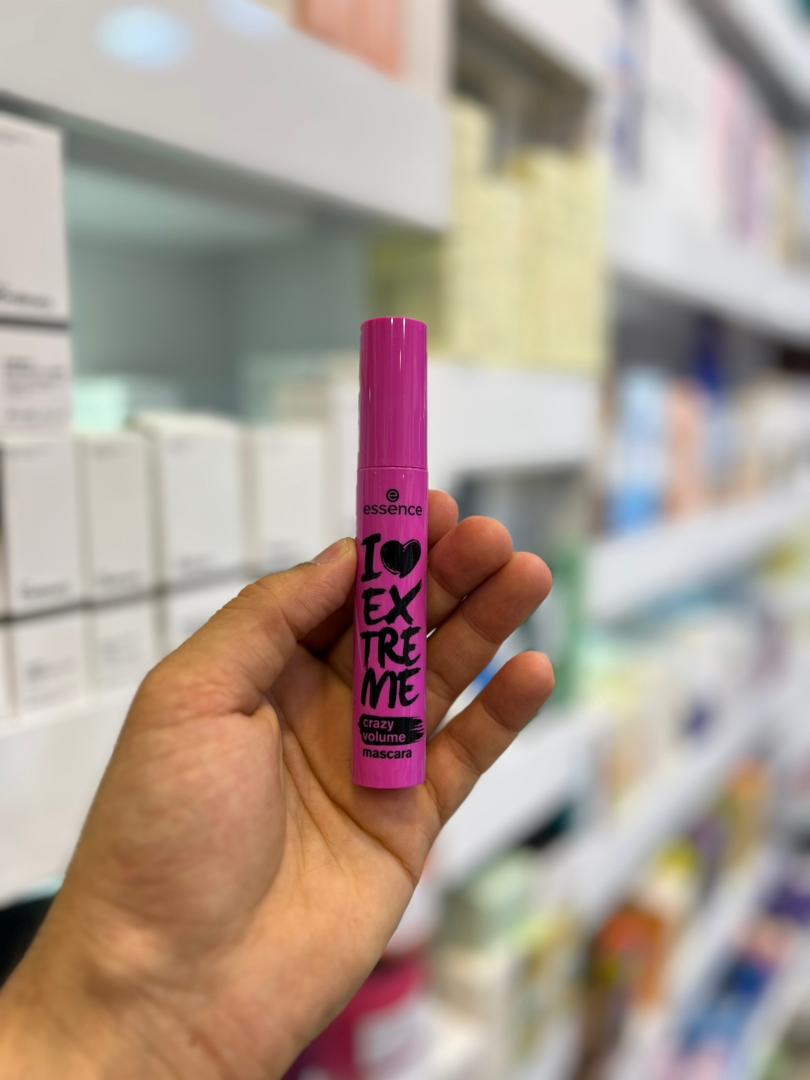 essence
I ♥
EX
TRE
ME
crazy
volume
mascara